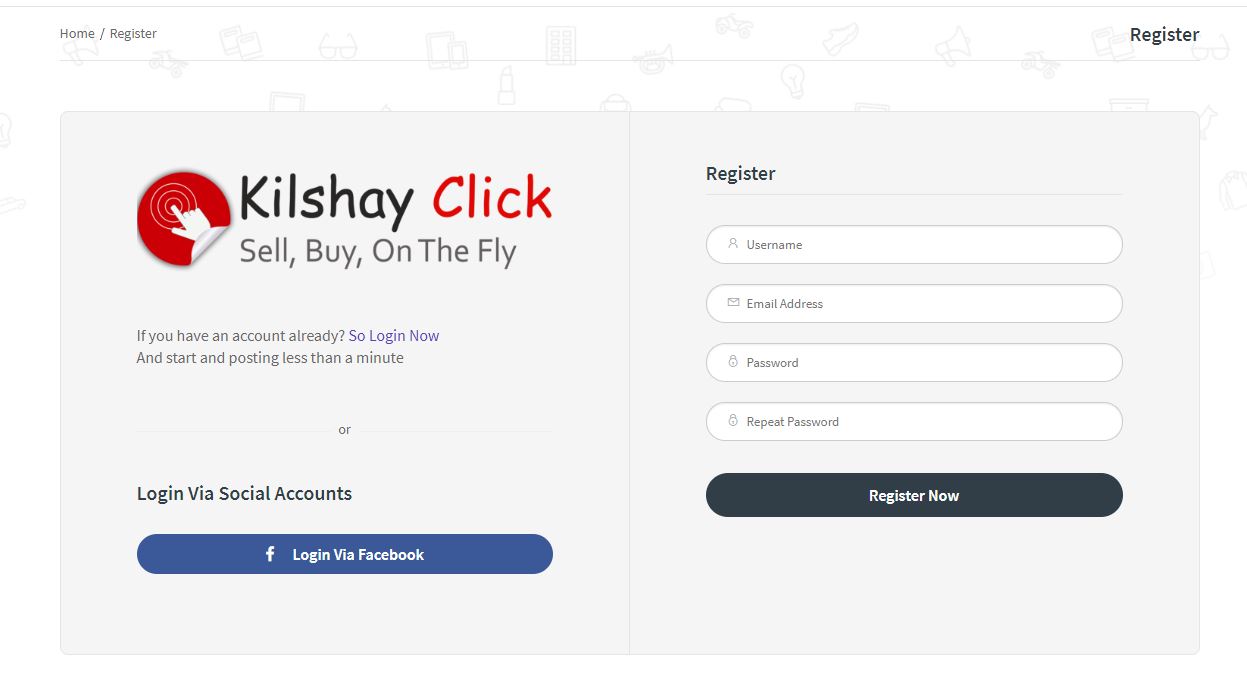 Home / Register
Register
Kilshay Click
Sell, Buy, On The Fly
If you have an account already? So Login Now
And start and posting less than a minute
or
Login Via Social Accounts
f Login Via Facebook
Register
Username
Email Address
Password
Repeat Password
Register Now